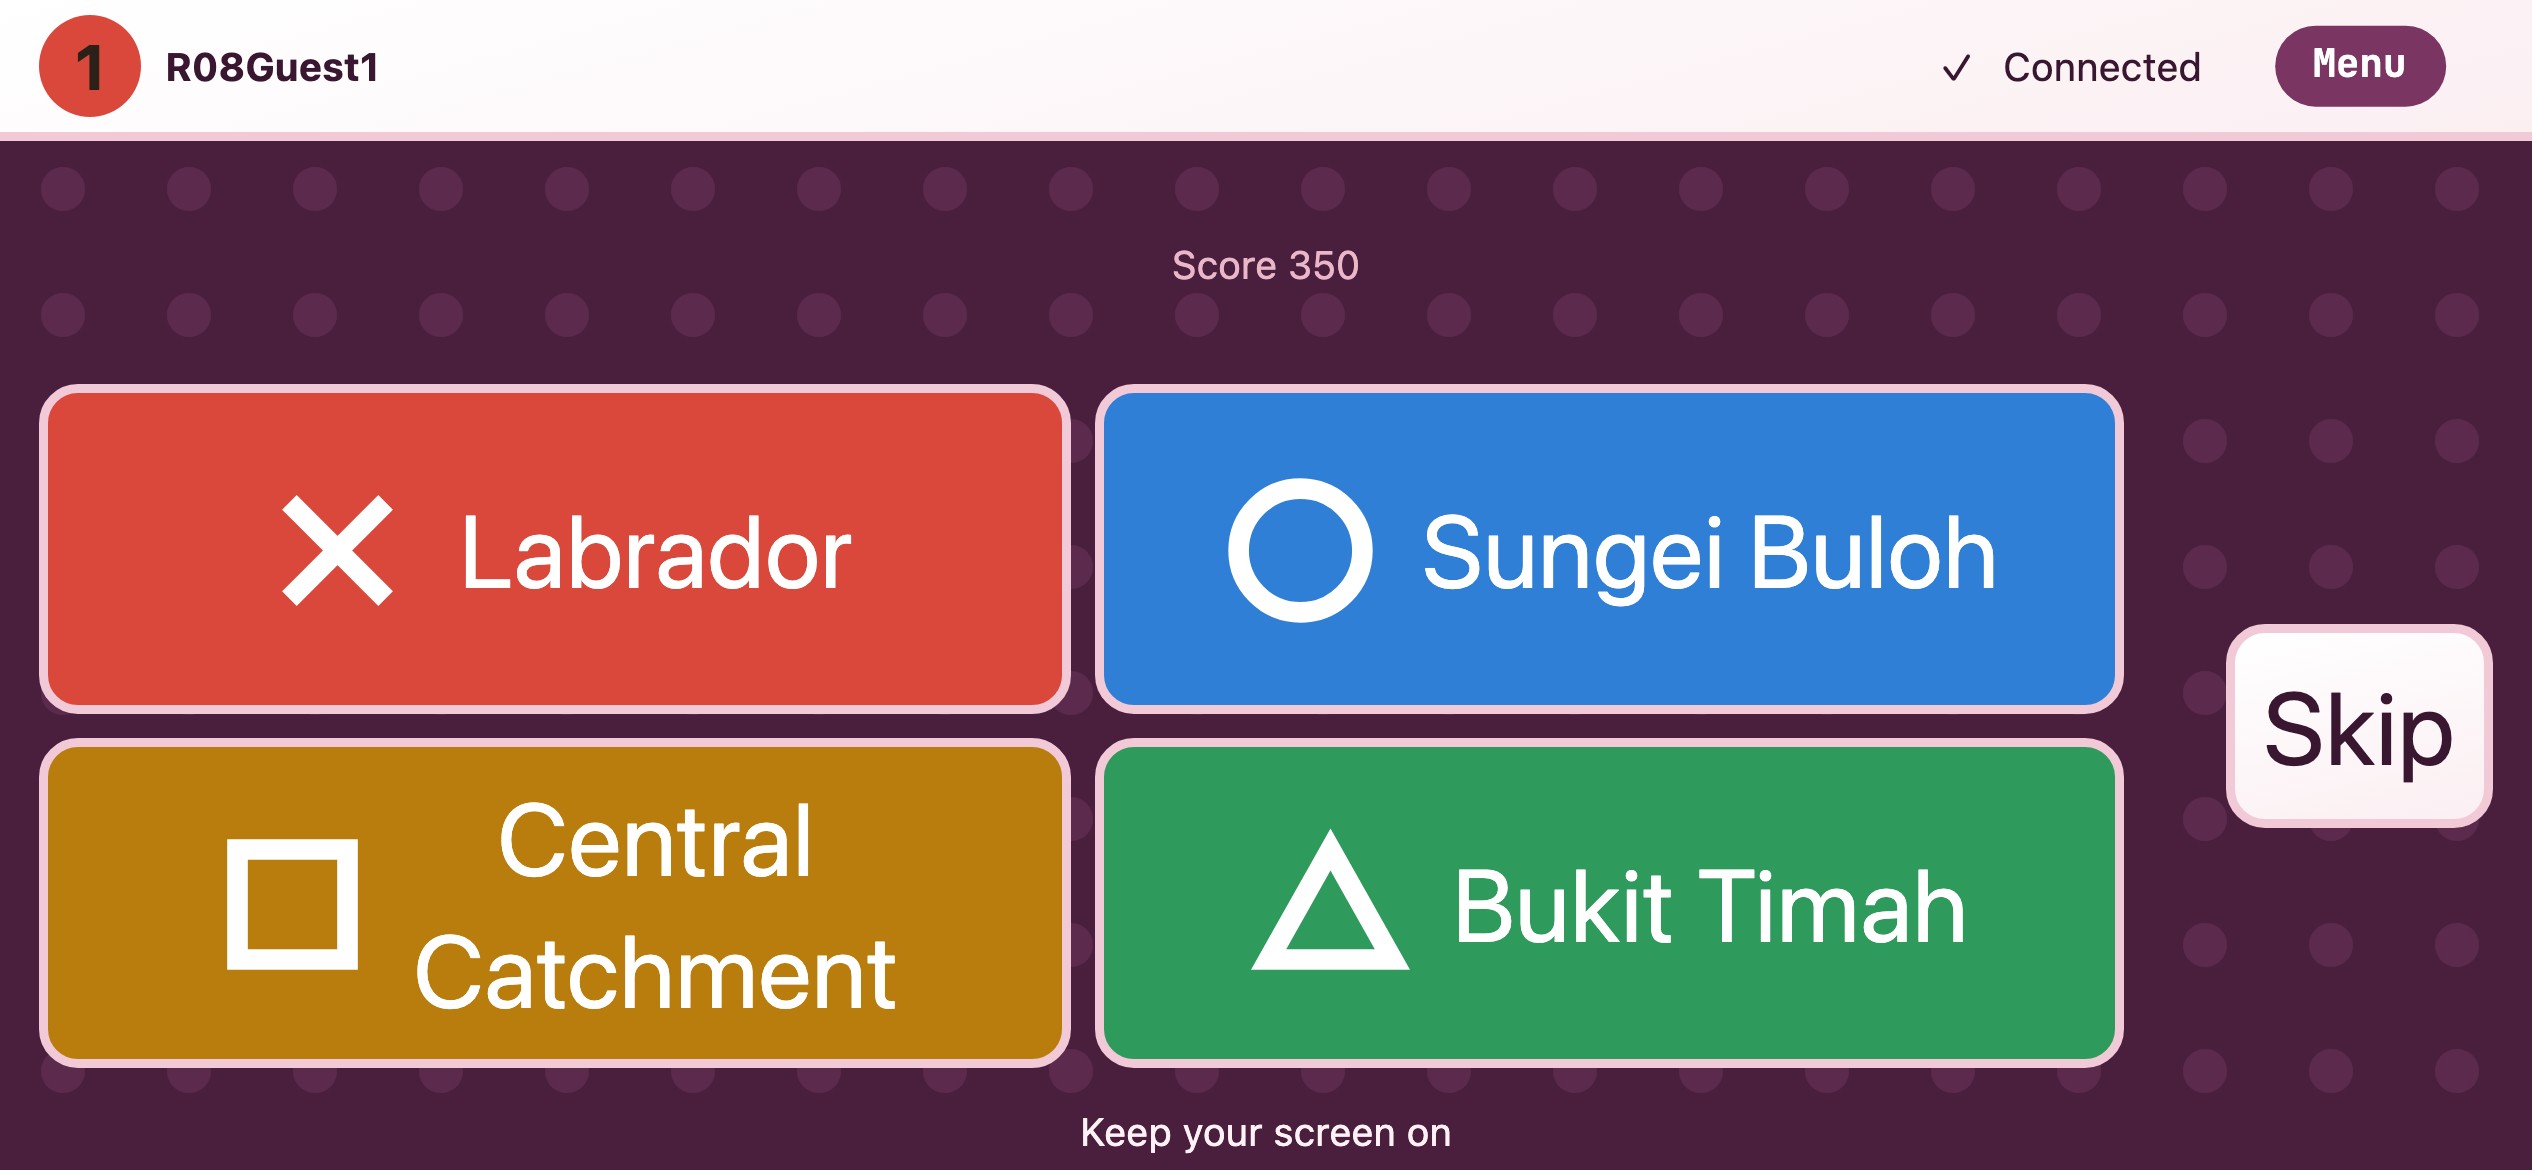 1 R08Guest1 ✓ Connected Menu
Score 350
Labrador
Sungei Buloh
Central
Catchment
Bukit Timah
Skip
Keep your screen on